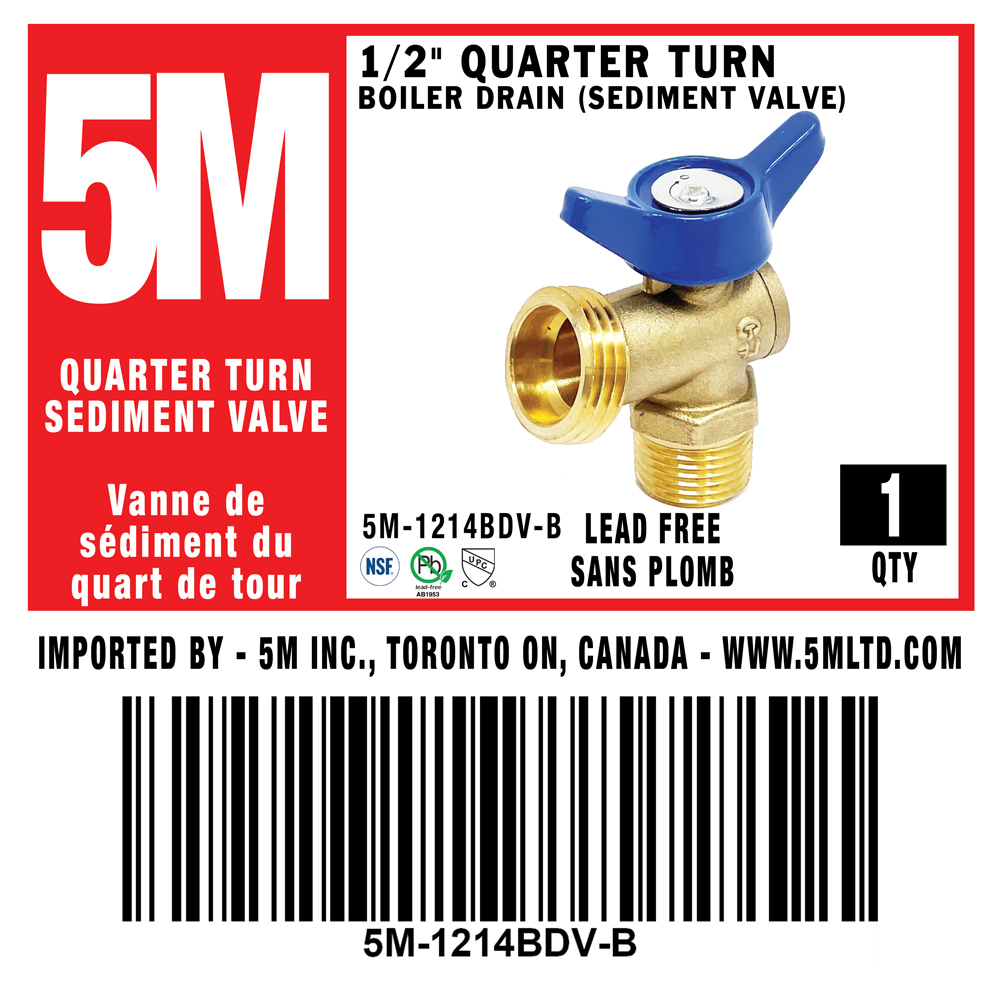 5M
QUARTER TURN
SEDIMENT VALVE
Vanne de
sédiment du
quart de tour
1/2" QUARTER TURN
BOILER DRAIN (SEDIMENT VALVE)
5M-1214BDV-B
LEAD FREE
SANS PLOMB
NSF.
Pb
lead-free
AB1953
UPC
C ®
1
QTY
IMPORTED BY - 5M INC., TORONTO ON, CANADA - WWW.5MLTD.COM
5M-1214BDV-B